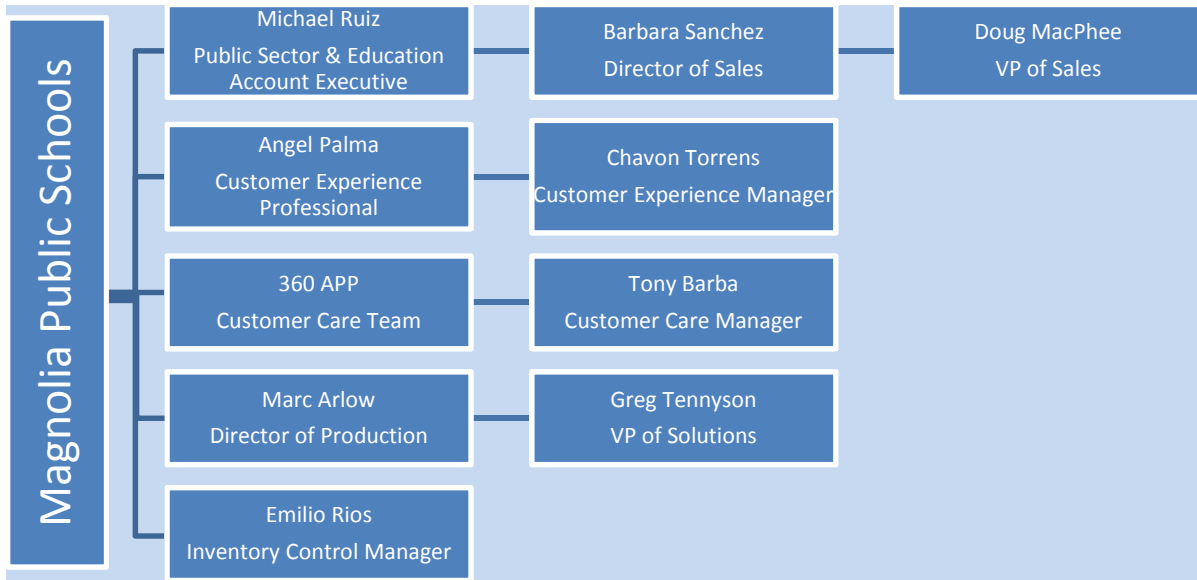 Magnolia Public Schools
Michael Ruiz
Public Sector & Education
Account Executive
Barbara Sanchez
Director of Sales
Doug MacPhee
VP of Sales
Angel Palma
Customer Experience
Professional
Chavon Torrens
Customer Experience Manager
360 APP
Customer Care Team
Tony Barba
Customer Care Manager
Marc Arlow
Director of Production
Greg Tennyson
VP of Solutions
Emilio Rios
Inventory Control Manager